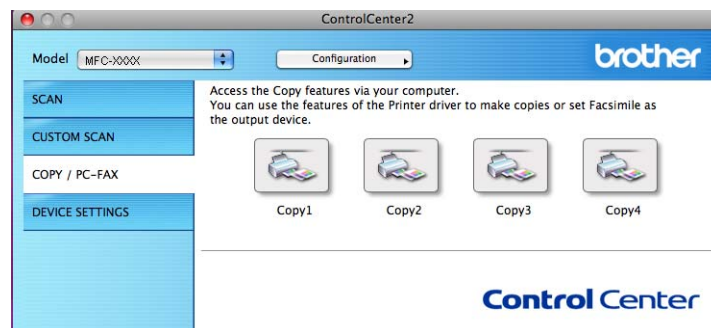 ControlCenter2
Model MFC-XXXX Configuration brother
SCAN
CUSTOM SCAN
COPY / PC-FAX
DEVICE SETTINGS
Access the Copy features via your computer.
You can use the features of the Printer driver to make copies or set Facsimile as
the output device.
Copy1 Copy2 Copy3 Copy4
Control Center